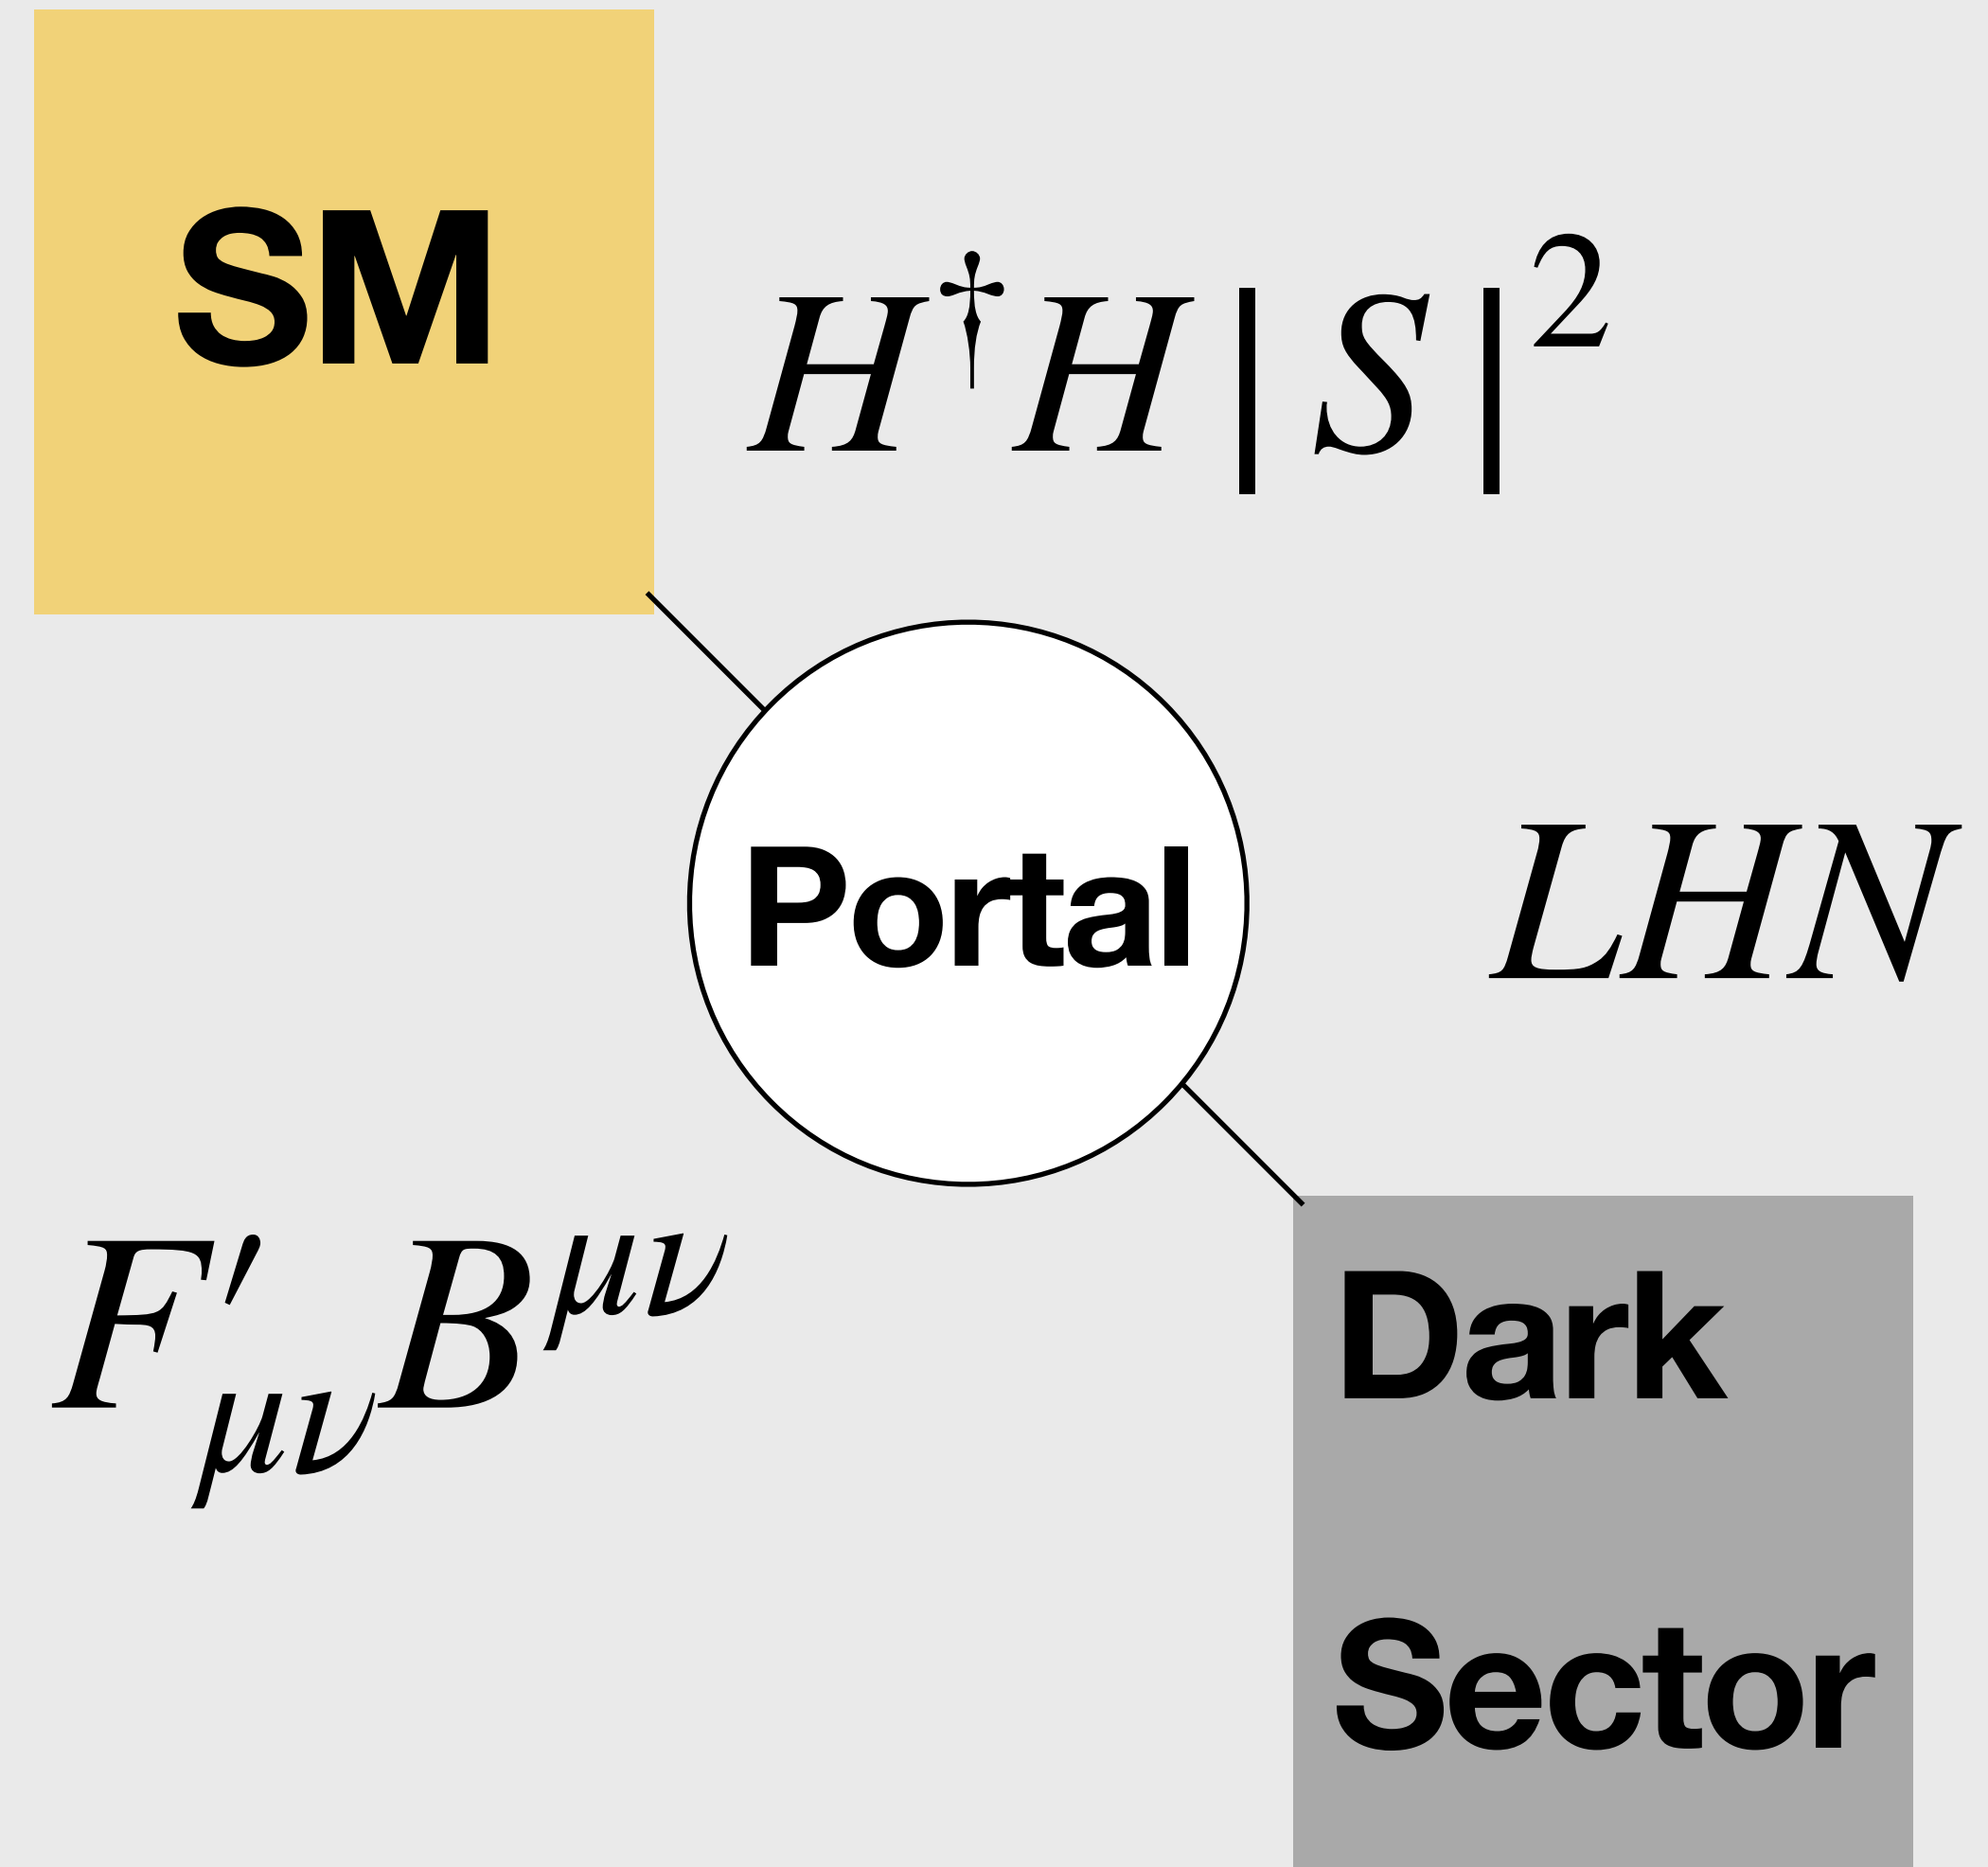 SM
H†H|S|²
Portal
LHN
F′μνBμν
Dark
Sector